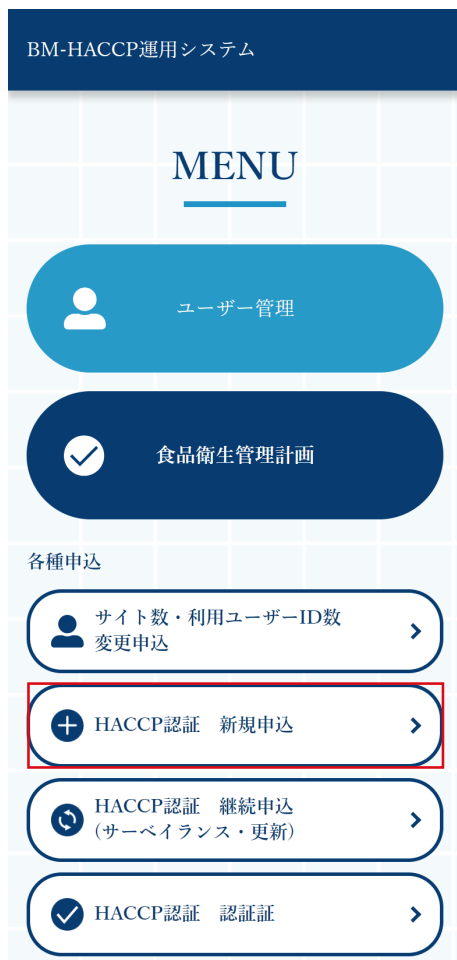 BM-HACCP運用システム
MENU
ユーザー管理
食品衛生管理計画
各種申込
サイト数・利用ユーザーID数
変更申込
HACCP認証　新規申込
HACCP認証　継続申込
(サーベイランス・更新)
HACCP認証　認証証